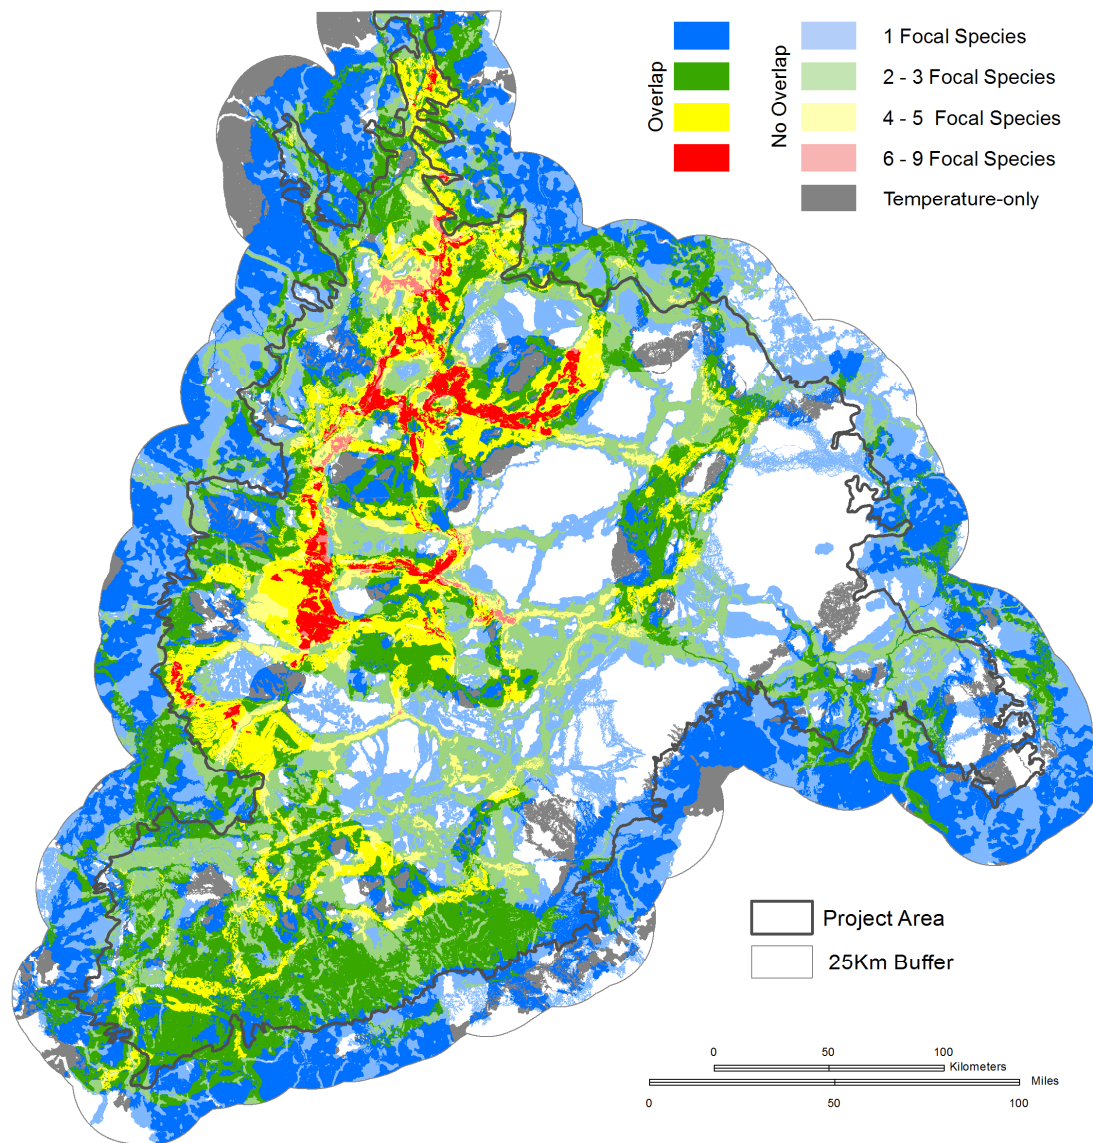 Overlap
No Overlap
1 Focal Species
2 - 3 Focal Species
4 - 5 Focal Species
6 - 9 Focal Species
Temperature-only
Project Area
25Km Buffer
0 50 100
Kilometers
Miles
0 50 100